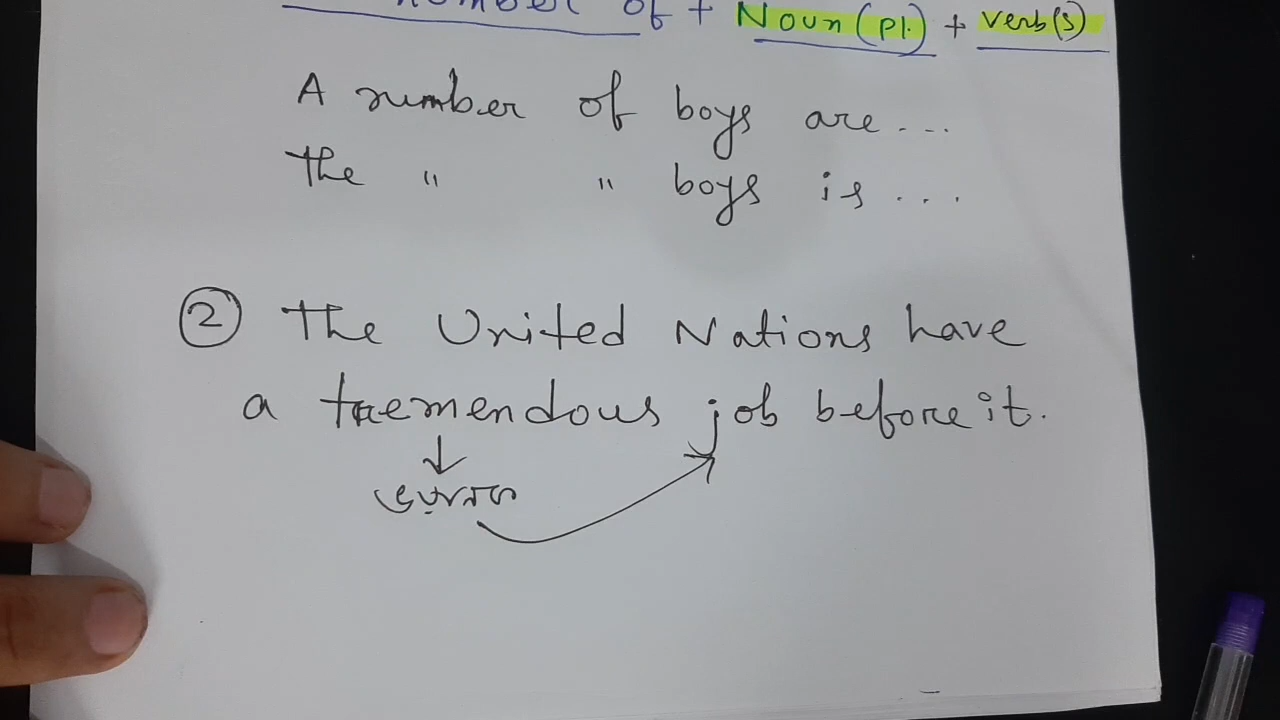 number of + Noun (pl.) + verb(s)
A number of boys are ...
the " " boys is ...
② The United Nations have
a tremendous job before it.
↓